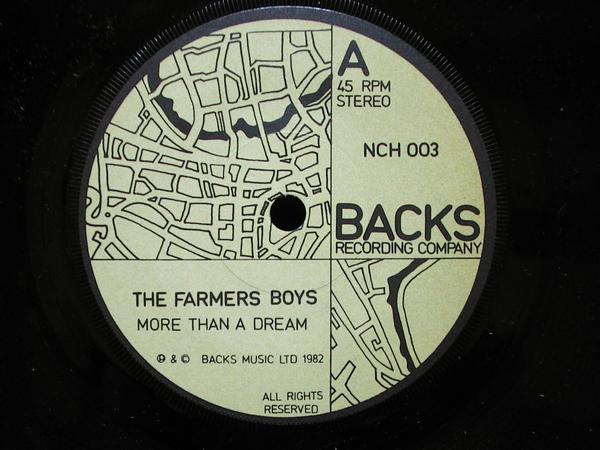 A
45 RPM
STEREO
NCH 003
BACKS
RECORDING COMPANY
THE FARMERS BOYS
MORE THAN A DREAM
℗ & © BACKS MUSIC LTD 1982
ALL RIGHTS
RESERVED